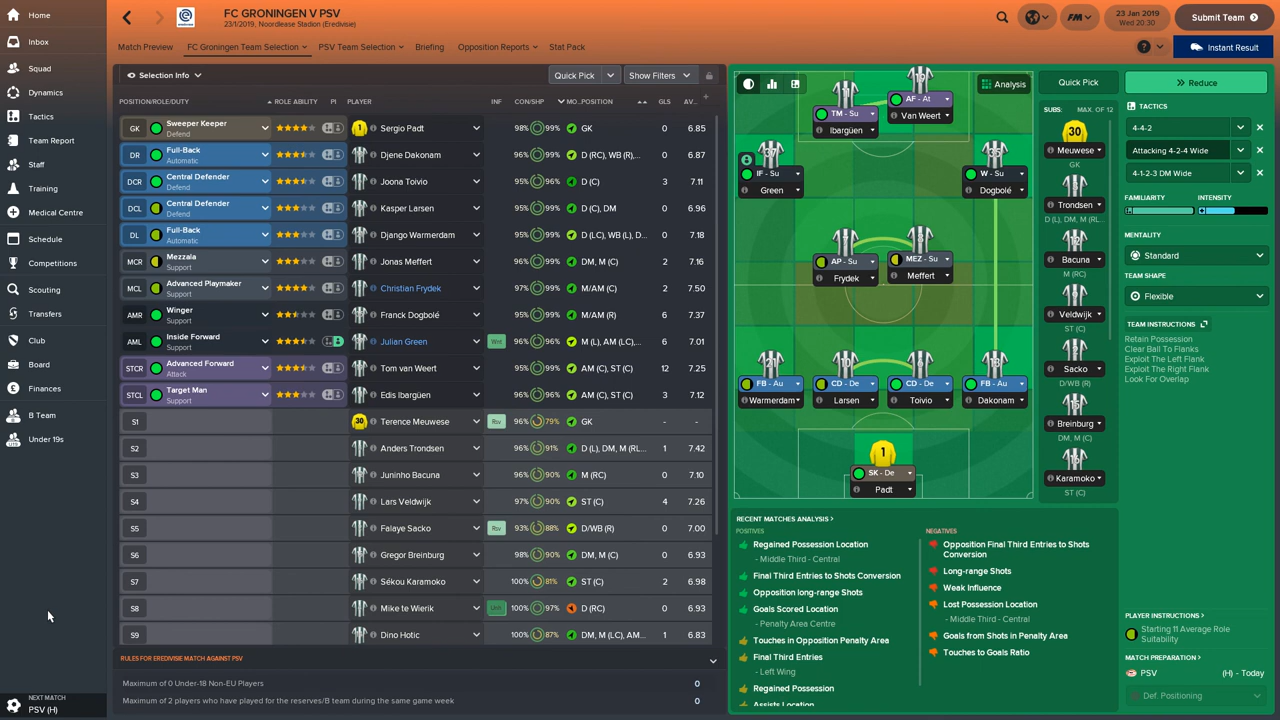 Home
Inbox
Squad
Dynamics
Tactics
Team Report
Staff
Training
Medical Centre
Schedule
Competitions
Scouting
Transfers
Club
Board
Finances
B Team
Under 19s
NEXT MATCH
PSV (H)
FC GRONINGEN V PSV
23/1/2019, Noordlease Stadion (Eredivisie)
23 Jan 2019
Wed 20:30
FM
Submit Team
Match Preview
FC Groningen Team Selection
PSV Team Selection
Briefing
Opposition Reports
Stat Pack
Instant Result
Selection Info
Quick Pick
Show Filters
POSITION/ROLE/DUTY ROLE ABILITY PI PLAYER INF CON/SHP MO.. POSITION GLS AV...
GK Sweeper Keeper Defend 1 Sergio Padt 98% 99% GK 0 6.85
DR Full-Back Automatic Djene Dakonam 96% 99% D (RC), WB (R),... 0 6.87
DCR Central Defender Defend Joona Toivio 95% 99% D (C) 3 7.11
DCL Central Defender Defend Kasper Larsen 96% 99% D (C), DM 0 6.96
DL Full-Back Automatic Django Warmerdam 95% 99% D (LC), WB (L), D... 0 7.18
MCR Mezzala Support Jonas Meffert 96% 99% DM, M (C) 2 7.16
MCL Advanced Playmaker Support Christian Frydek 97% 99% M/AM (C) 2 7.50
AMR Winger Support Franck Dogbolé 95% 99% M/AM (R) 6 7.37
AML Inside Forward Support Julian Green Wnt 96% 99% M (L), AM (LC),... 6 7.01
STCR Advanced Forward Attack Tom van Weert 95% 99% AM (C), ST (C) 12 7.25
STCL Target Man Support Edis Ibargüen 96% 98% AM (C), ST (C) 3 7.12
S1 30 Terence Meuwese Rsv 96% 79% GK - -
S2 Anders Trondsen 96% 91% D (L), DM, M (RL... 1 7.42
S3 Juninho Bacuna 96% 90% M (RC) 0 7.10
S4 Lars Veldwijk 97% 90% ST (C) 4 7.26
S5 Falaye Sacko Rsv 93% 88% D/WB (R) 0 7.00
S6 Gregor Breinburg 98% 90% DM, M (C) 0 6.93
S7 Sékou Karamoko 100% 81% ST (C) 2 6.98
S8 Mike te Wierik Unh 100% 97% D (RC) 0 6.93
S9 Dino Hotic 100% 87% DM, M (LC), AM... 1 6.83
RULES FOR EREDIVISIE MATCH AGAINST PSV
Maximum of 0 Under-18 Non-EU Players 0
Maximum of 2 players who have played for the reserves/B team during the same game week 0
Analysis
TM - Su
Ibargüen
AF - At
Van Weert
IF - Su
Green
W - Su
Dogbolé
AP - Su
Frydek
MEZ - Su
Meffert
FB - Au
Warmerdam
CD - De
Larsen
CD - De
Toivio
FB - Au
Dakonam
1
SK - De
Padt
Quick Pick
SUBS: MAX. OF 12
30
Meuwese
GK
Trondsen
D (L), DM, M (RL...
Bacuna
M (RC)
Veldwijk
ST (C)
Sacko
D/WB (R)
Breinburg
DM, M (C)
Karamoko
ST (C)
RECENT MATCHES ANALYSIS >
POSITIVES
Regained Possession Location
- Middle Third - Central
Final Third Entries to Shots Conversion
Opposition long-range Shots
Goals Scored Location
- Penalty Area Centre
Touches in Opposition Penalty Area
Final Third Entries
- Left Wing
Regained Possession
Assists Location
NEGATIVES
Opposition Final Third Entries to Shots
Conversion
Long-range Shots
Weak Influence
Lost Possession Location
- Middle Third - Central
Goals from Shots in Penalty Area
Touches to Goals Ratio
Reduce
TACTICS
4-4-2
Attacking 4-2-4 Wide
4-1-2-3 DM Wide
FAMILIARITY INTENSITY
MENTALITY
Standard
TEAM SHAPE
Flexible
TEAM INSTRUCTIONS
Retain Possession
Clear Ball To Flanks
Exploit The Left Flank
Exploit The Right Flank
Look For Overlap
PLAYER INSTRUCTIONS >
Starting 11 Average Role
Suitability
MATCH PREPARATION >
PSV (H) - Today
Def. Positioning